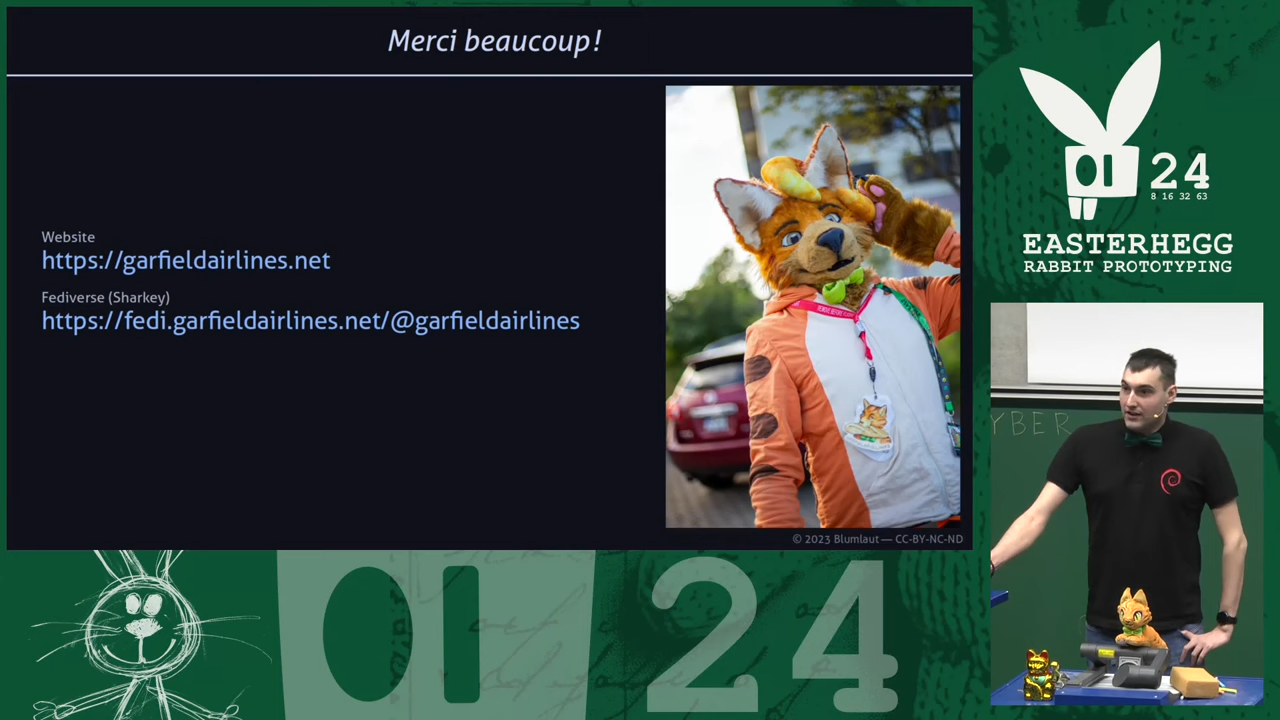 Merci beaucoup!
Website
https://garfieldairlines.net
Fediverse (Sharkey)
https://fedi.garfieldairlines.net/@garfieldairlines
© 2023 Blumlaut — CC-BY-NC-ND
24
8 16 32 63
EASTERHEGG
RABBIT PROTOTYPING
YBER
24